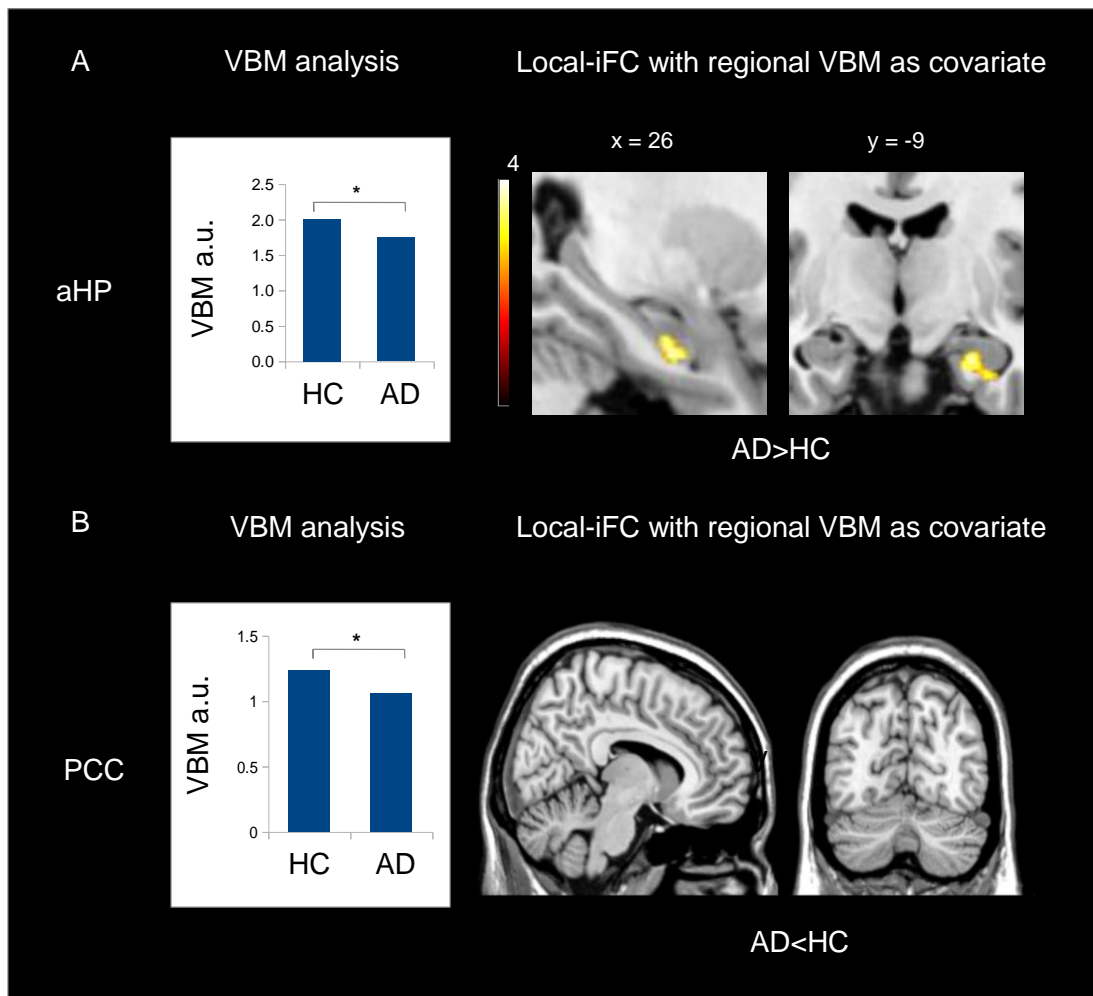 A
VBM analysis
Local-iFC with regional VBM as covariate
x = 26
y = -9
4
2.5
2.0
1.5
1.0
0.5
0.0
*
VBM a.u.
HC AD
aHP
0
AD>HC
B
VBM analysis
Local-iFC with regional VBM as covariate
1.5
1
0.5
0
*
VBM a.u.
HC AD
PCC
y
AD<HC